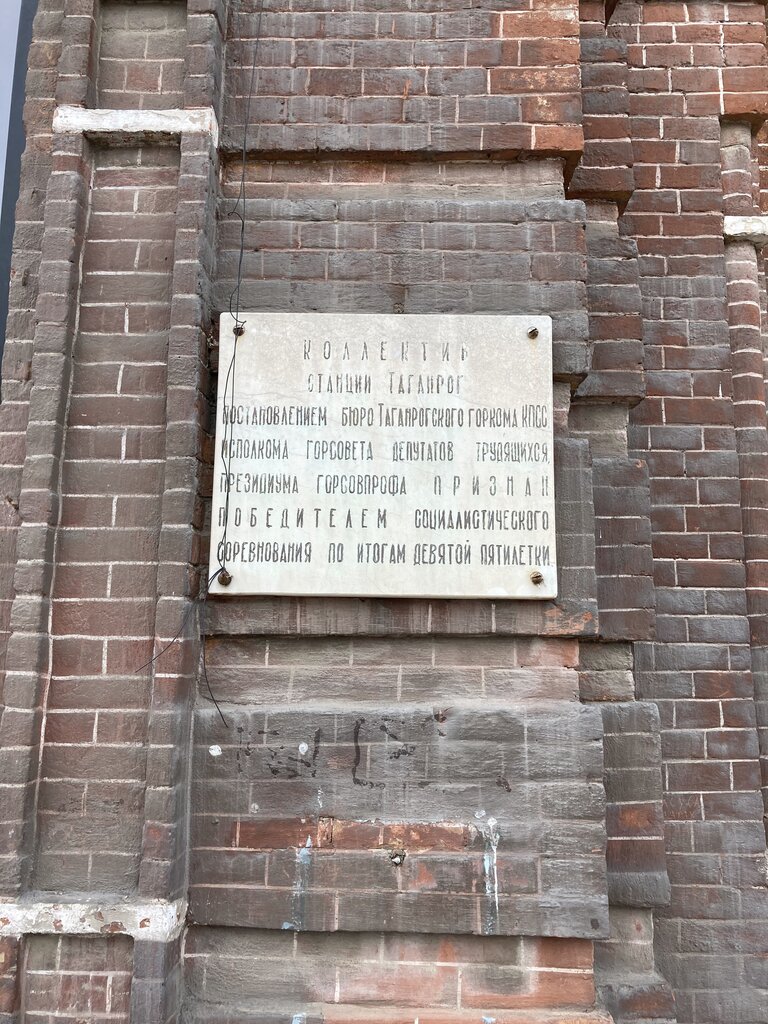 КОЛЛЕКТИВ
СТАНЦИИ ТАГАНРОГ
ПОСТАНОВЛЕНИЕМ БЮРО ТАГАНРОГСКОГО ГОРКОМА КПСС
ИСПОЛКОМА ГОРСОВЕТА ДЕПУТАТОВ ТРУДЯЩИХСЯ,
ПРЕЗИДИУМА ГОРСОВПРОФА ПРИЗНАН
ПОБЕДИТЕЛЕМ СОЦИАЛИСТИЧЕСКОГО
СОРЕВНОВАНИЯ ПО ИТОГАМ ДЕВЯТОЙ ПЯТИЛЕТКИ